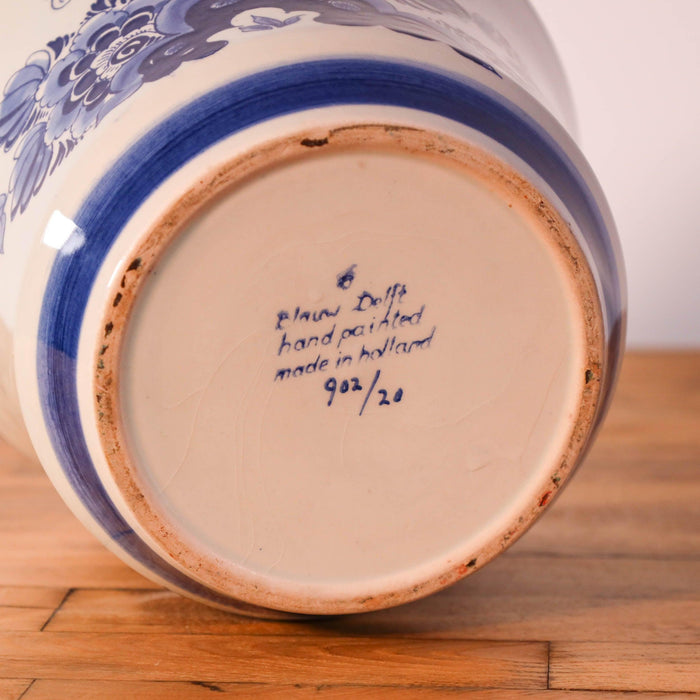 Blauw Delft
hand painted
made in holland
902/20